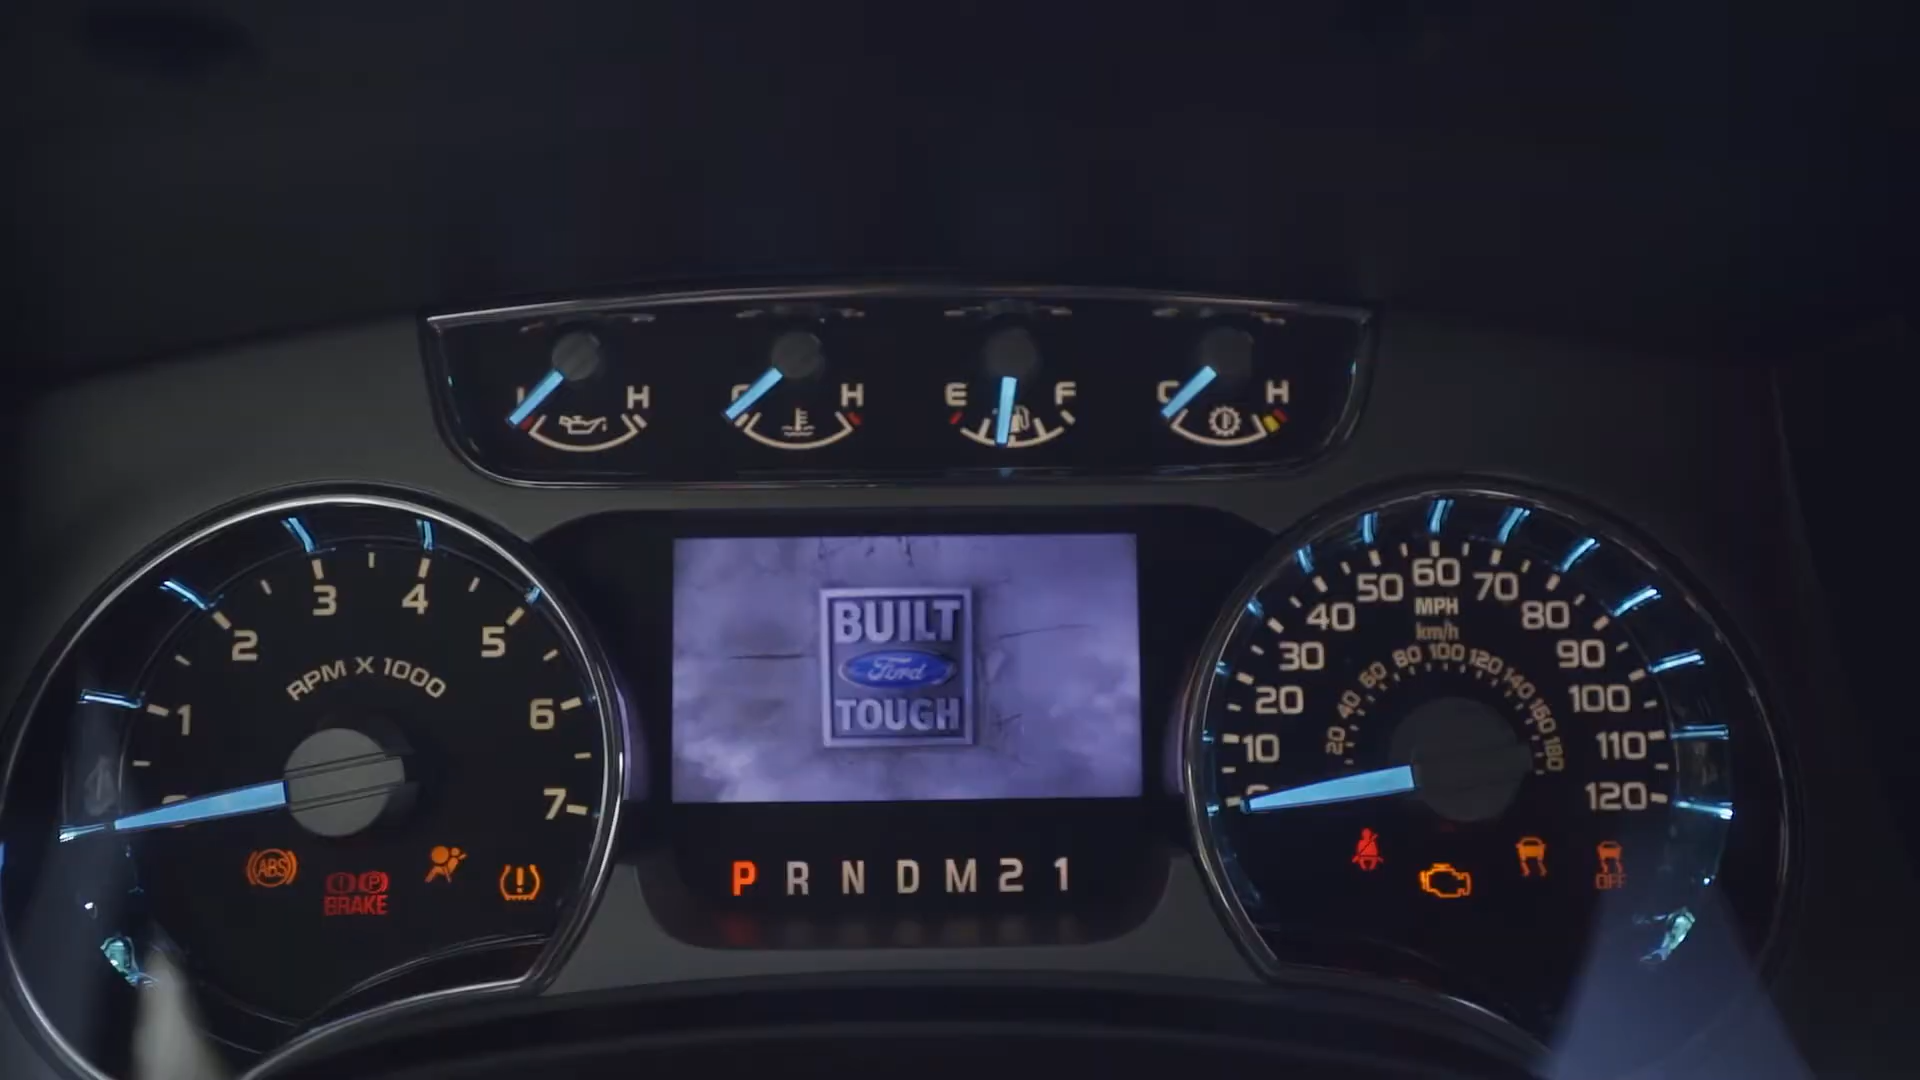 H
H
E F
C H
BUILT
Ford
TOUGH
1 2 3 4 5 6 7
RPM X 1000
10 20 30 40 50 60 70 80 90 100 110 120
MPH
km/h
20 40 60 80 100 120 140 160 180
P R N D M 2 1
ABS
BRAKE
OFF